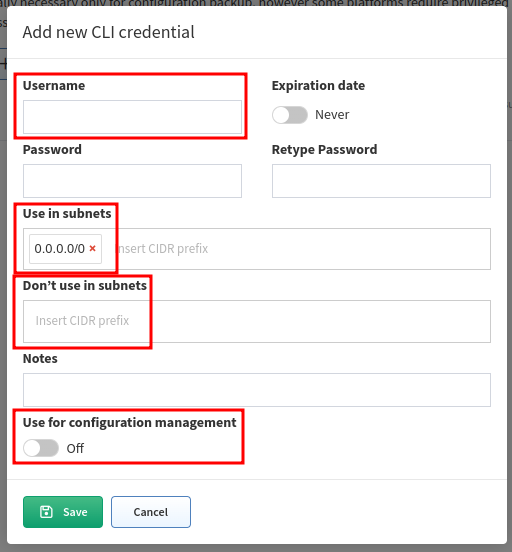 ally necessary only for configuration backup, however some platforms require privileged
Add new CLI credential
Username
Expiration date
Never
Password
Retype Password
Use in subnets
0.0.0.0/0 × Insert CIDR prefix
Don't use in subnets
Insert CIDR prefix
Notes
Use for configuration management
Off
Save
Cancel